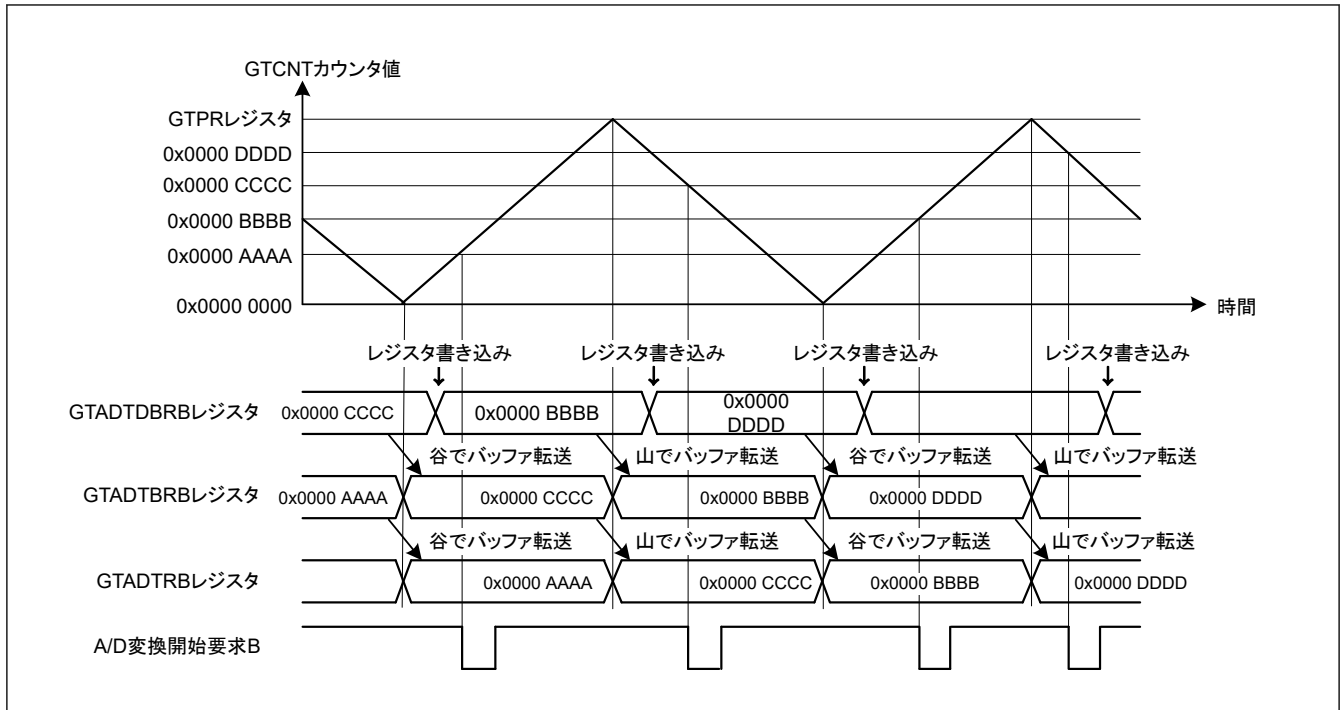 GTCNTカウンタ値
GTPRレジスタ
0x0000 DDDD
0x0000 CCCC
0x0000 BBBB
0x0000 AAAA
0x0000 0000
時間
レジスタ書き込み レジスタ書き込み レジスタ書き込み レジスタ書き込み
GTADTDBRBレジスタ 0x0000 CCCC 0x0000 BBBB 0x0000
DDDD
谷でバッファ転送 山でバッファ転送 谷でバッファ転送 山でバッファ転送
GTADTBRBレジスタ 0x0000 AAAA 0x0000 CCCC 0x0000 BBBB 0x0000 DDDD
谷でバッファ転送 山でバッファ転送 谷でバッファ転送 山でバッファ転送
GTADTRBレジスタ 0x0000 AAAA 0x0000 CCCC 0x0000 BBBB 0x0000 DDDD
A/D変換開始要求B